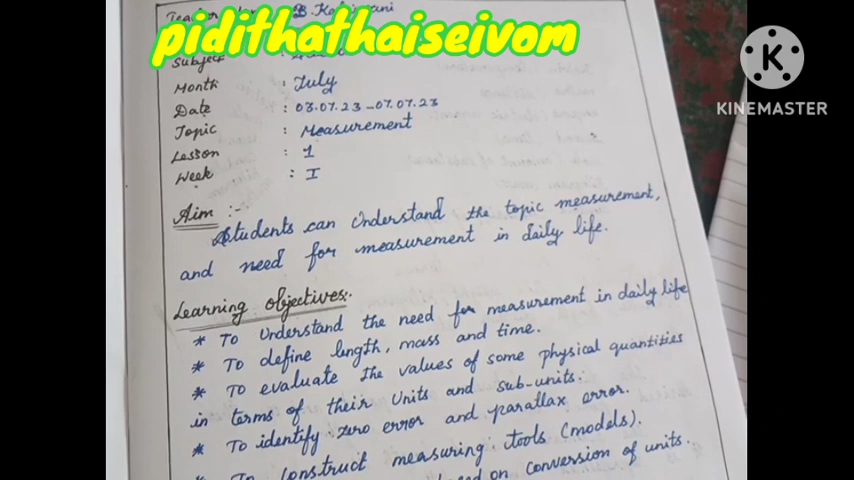 B.
pidithathaiseivom
KINEMASTER
Subject :
Month : July
Date : 03.07.23 - 07.07.23
Topic : Measurement
Lesson : 1
Week : I
Aim :-
Students can Understand the topic measurement,
and need for measurement in daily life.
Learning objectives:-
* To Understand the need for measurement in daily life
* To define length, mass and time.
* To evaluate the values of some physical quantities
in terms of their Units and sub-units.
* To identify zero error and parallax error.
* To construct measuring tools (models).
based on conversion of units.